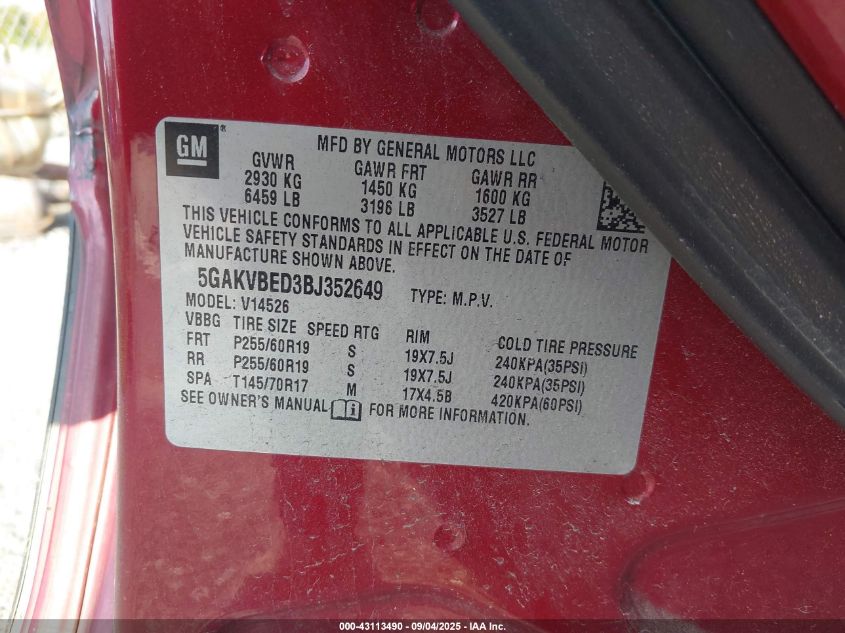 GM®
MFD BY GENERAL MOTORS LLC
GVWR GAWR FRT GAWR RR
2930 KG 1450 KG 1600 KG
6459 LB 3196 LB 3527 LB
THIS VEHICLE CONFORMS TO ALL APPLICABLE U.S. FEDERAL MOTOR
VEHICLE SAFETY STANDARDS IN EFFECT ON THE DATE OF
MANUFACTURE SHOWN ABOVE.
5GAKVBED3BJ352649 TYPE: M.P.V.
MODEL: V14526
VBBG TIRE SIZE SPEED RTG RIM COLD TIRE PRESSURE
FRT P255/60R19 S 19X7.5J 240KPA(35PSI)
RR P255/60R19 S 19X7.5J 240KPA(35PSI)
SPA T145/70R17 M 17X4.5B 420KPA(60PSI)
SEE OWNER'S MANUAL FOR MORE INFORMATION.
000-43113490 - 09/04/2025 - IAA Inc.